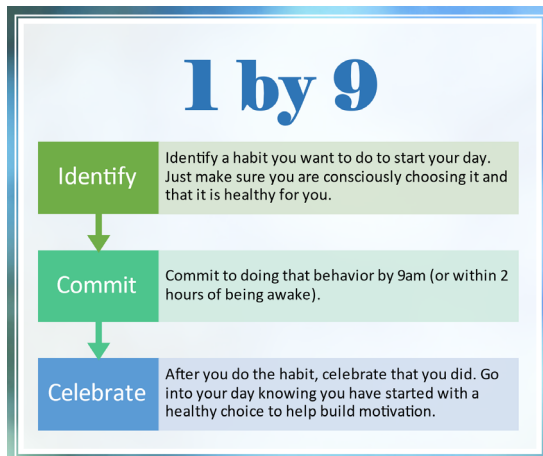 1 by 9
Identify
Identify a habit you want to do to start your day.
Just make sure you are consciously choosing it and
that it is healthy for you.
Commit
Commit to doing that behavior by 9am (or within 2
hours of being awake).
Celebrate
After you do the habit, celebrate that you did. Go
into your day knowing you have started with a
healthy choice to help build motivation.